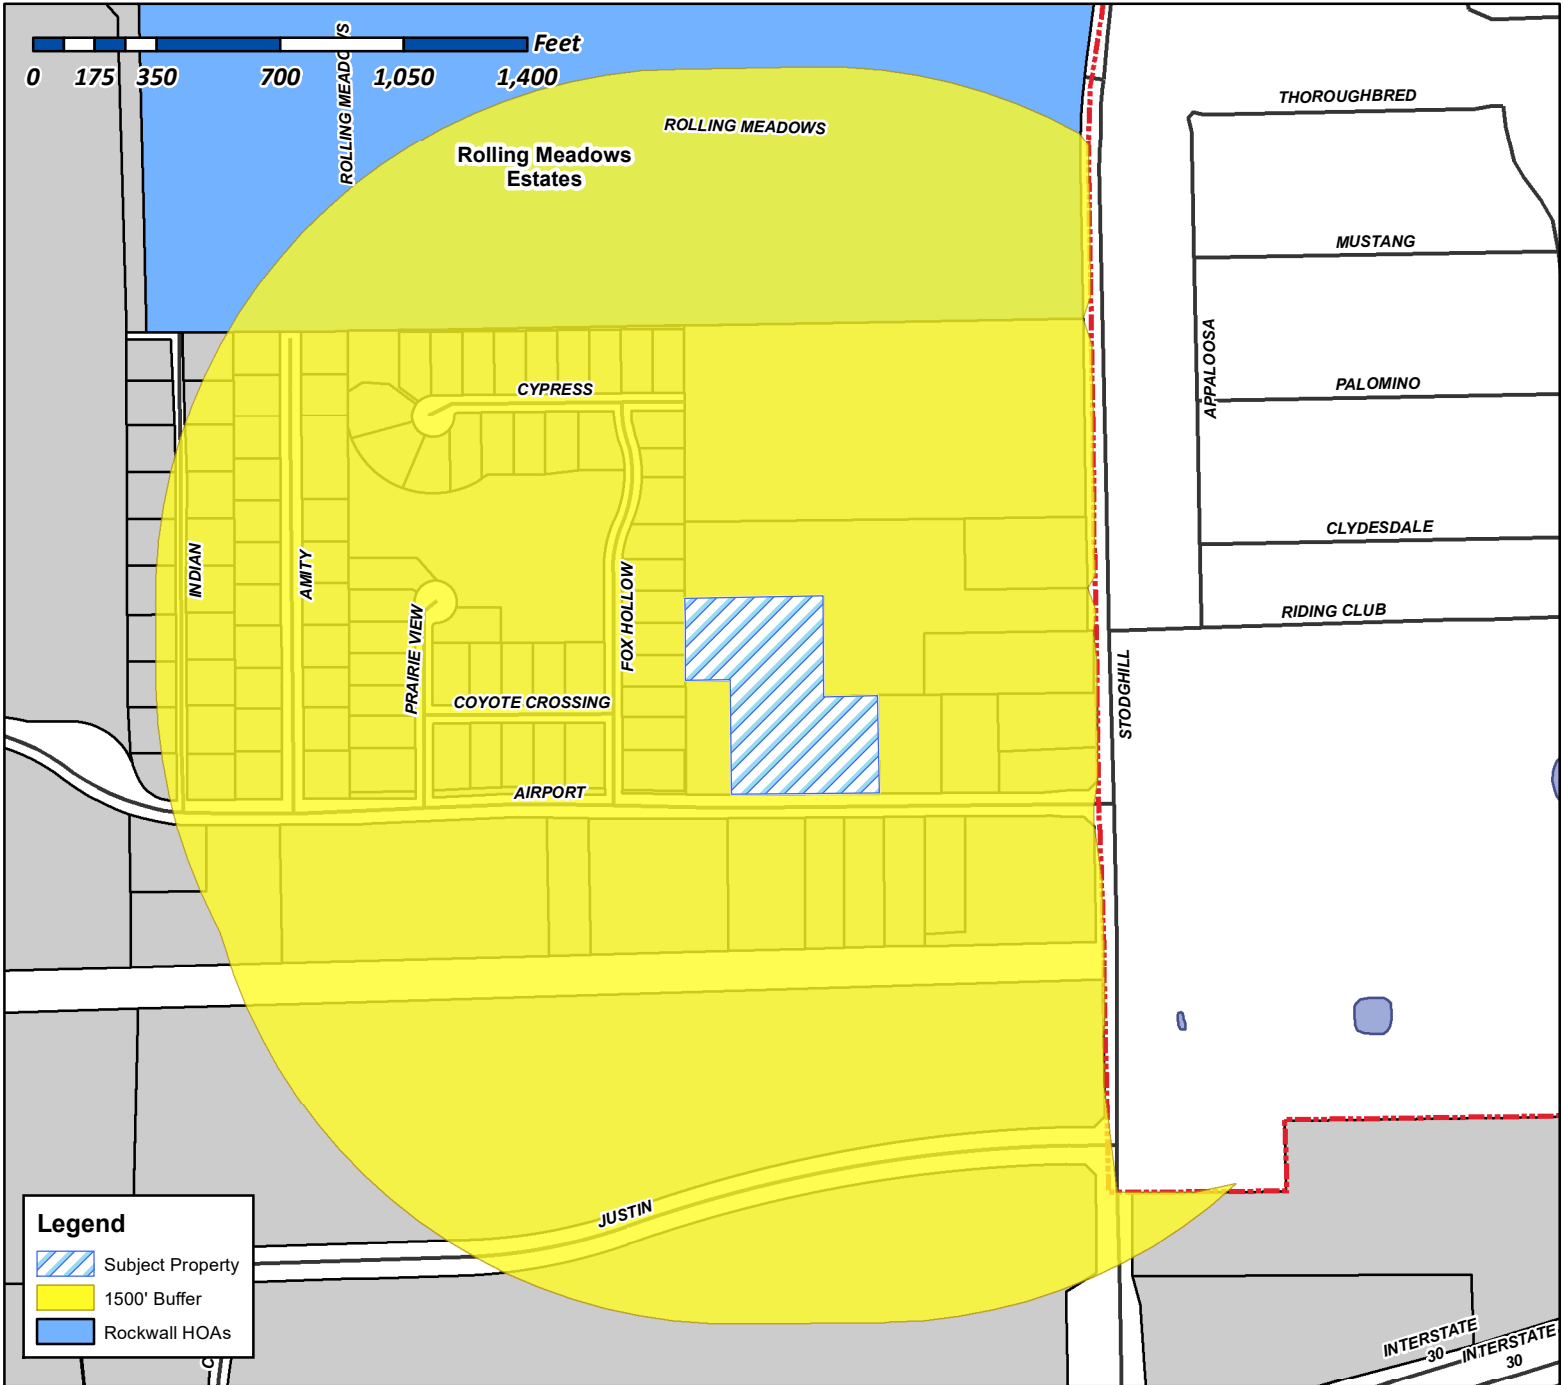 Feet
0 175 350 700 1,050 1,400
ROLLING MEADOWS
ROLLING MEADOWS
Rolling Meadows
Estates
THOROUGHBRED
MUSTANG
APPALOOSA
PALOMINO
CYPRESS
CLYDESDALE
INDIAN
AMITY
FOX HOLLOW
RIDING CLUB
PRAIRIE VIEW
COYOTE CROSSING
STODGHILL
AIRPORT
JUSTIN
Legend
Subject Property
1500' Buffer
Rockwall HOAs
INTERSTATE
30
INTERSTATE
30